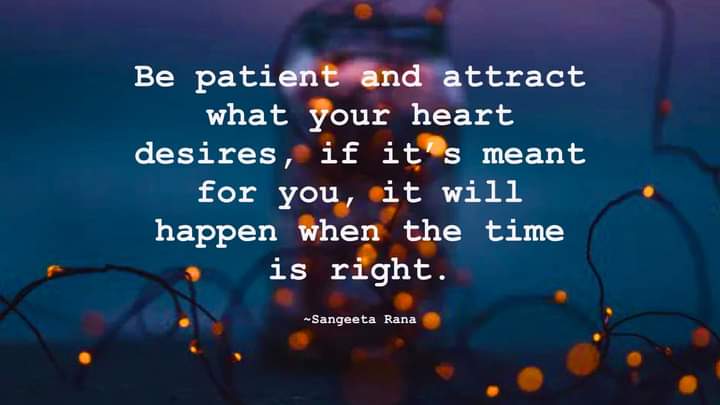 Be patient and attract
what your heart
desires, if it's meant
for you, it will
happen when the time
is right.
~Sangeeta Rana